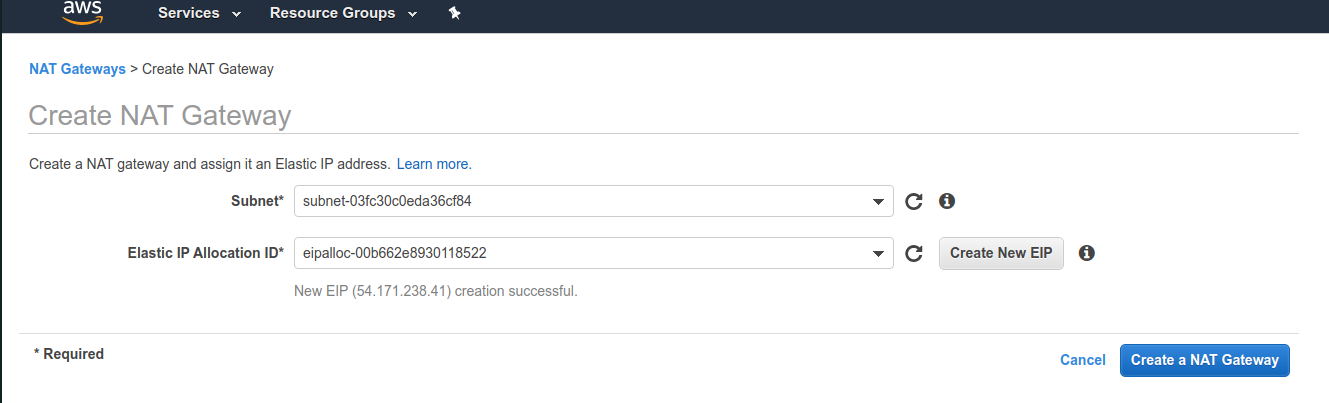 aws Services Resource Groups
NAT Gateways > Create NAT Gateway
Create NAT Gateway
Create a NAT gateway and assign it an Elastic IP address. Learn more.
Subnet* subnet-03fc30c0eda36cf84
Elastic IP Allocation ID* eipalloc-00b662e8930118522 Create New EIP
New EIP (54.171.238.41) creation successful.
* Required
Cancel Create a NAT Gateway